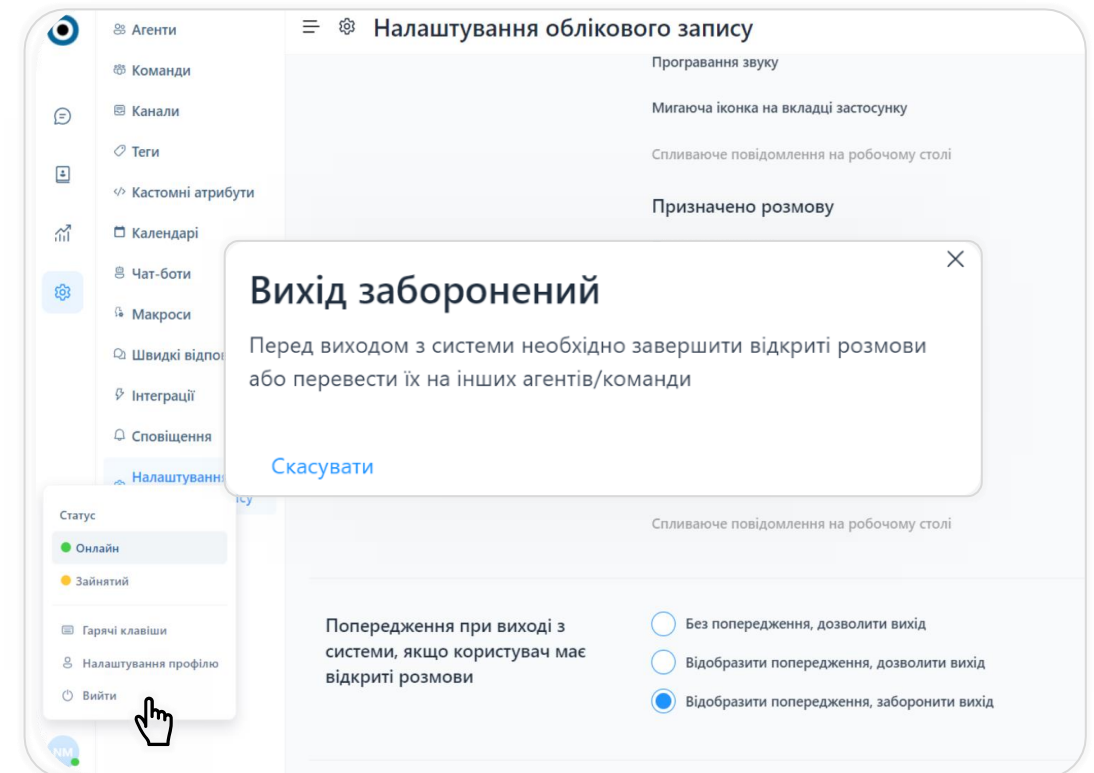 Агенти
Команди
Канали
Теги
Кастомні атрибути
Календарі
Чат-боти
Макроси
Швидкі
Інтеграції
Сповіщення
Налаштування облікового запису
Програвання звуку
Мигаюча іконка на вкладці застосунку
Спливаюче повідомлення на робочому столі
Призначено розмову
Вихід заборонений
Перед виходом з системи необхідно завершити відкриті розмови
або перевести їх на інших агентів/команди
Скасувати
Статус
Онлайн
Зайнятий
Гарячі клавіши
Налаштування профілю
Вийти
NM
Спливаюче повідомлення на робочому столі
Попередження при виході з
системи, якщо користувач має
відкриті розмови
Без попередження, дозволити вихід
Відобразити попередження, дозволити вихід
Відобразити попередження, заборонити вихід